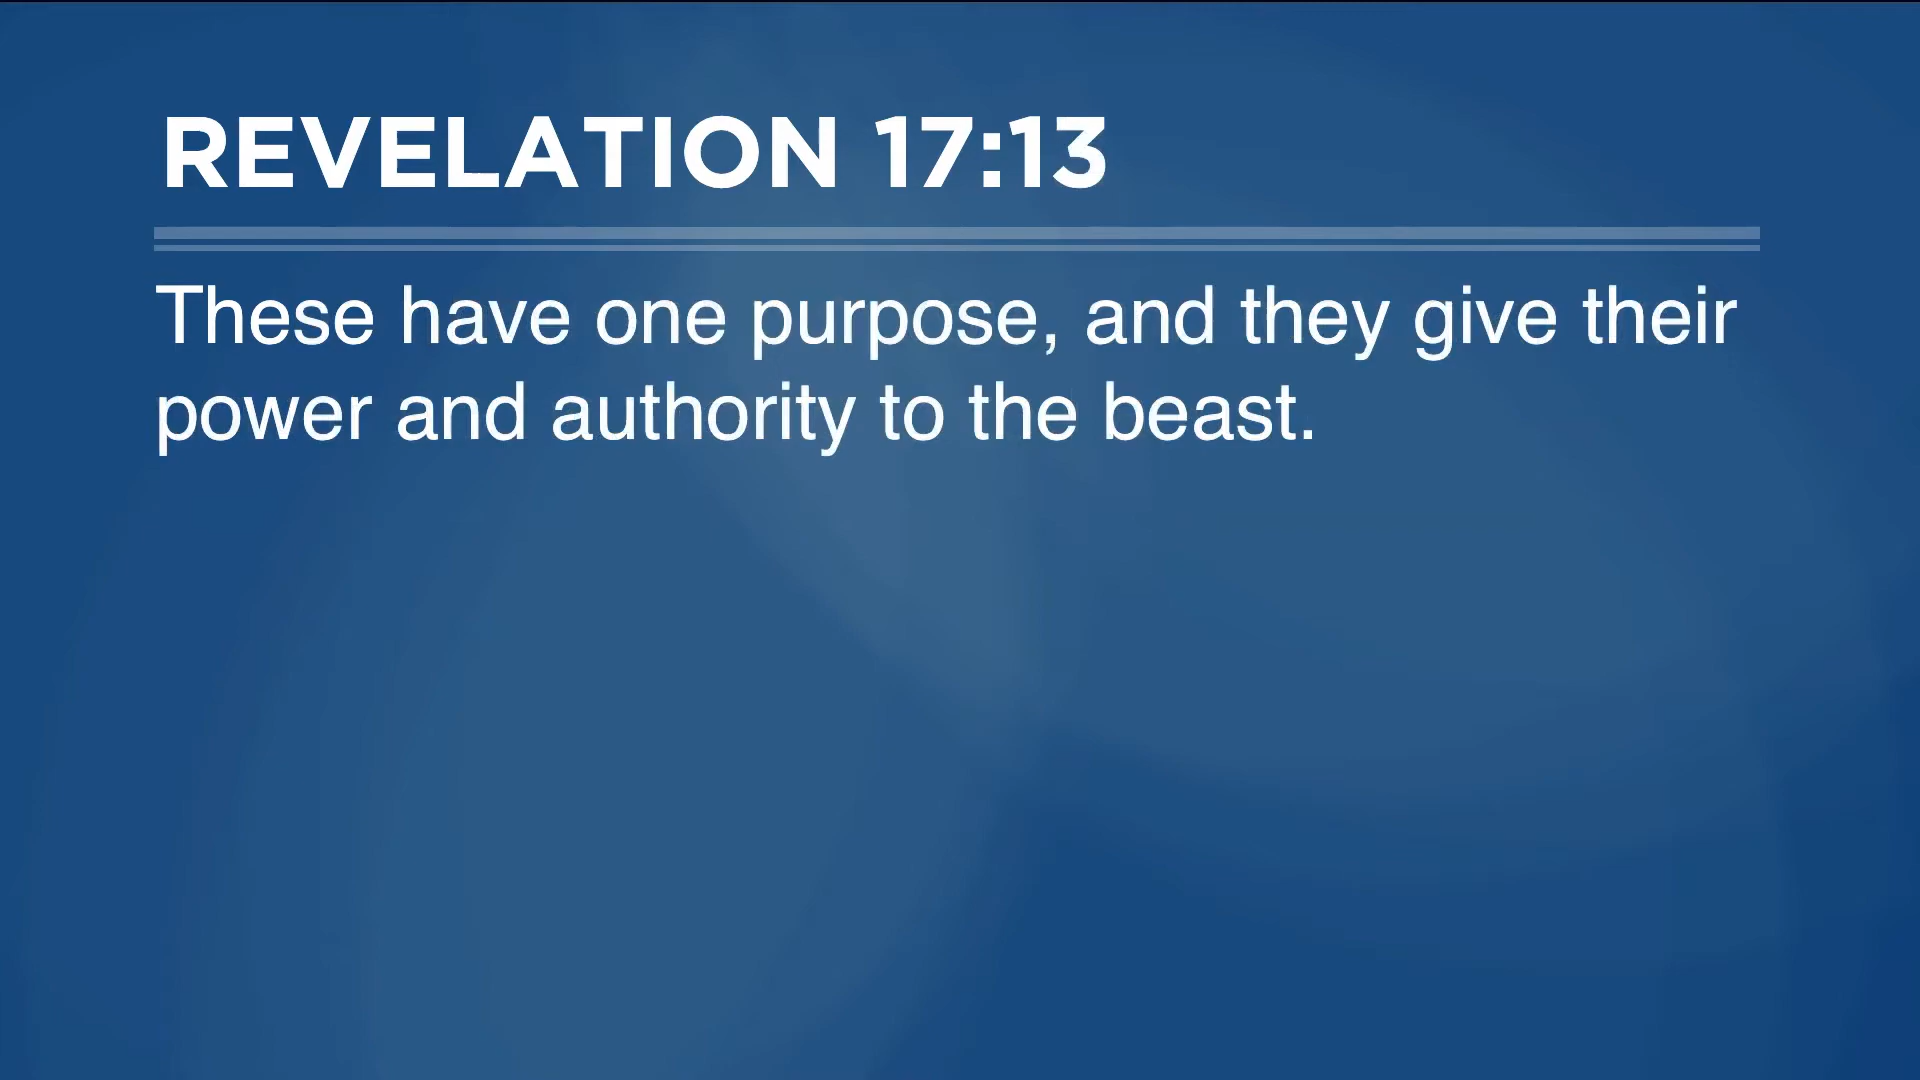 REVELATION 17:13
These have one purpose, and they give their
power and authority to the beast.